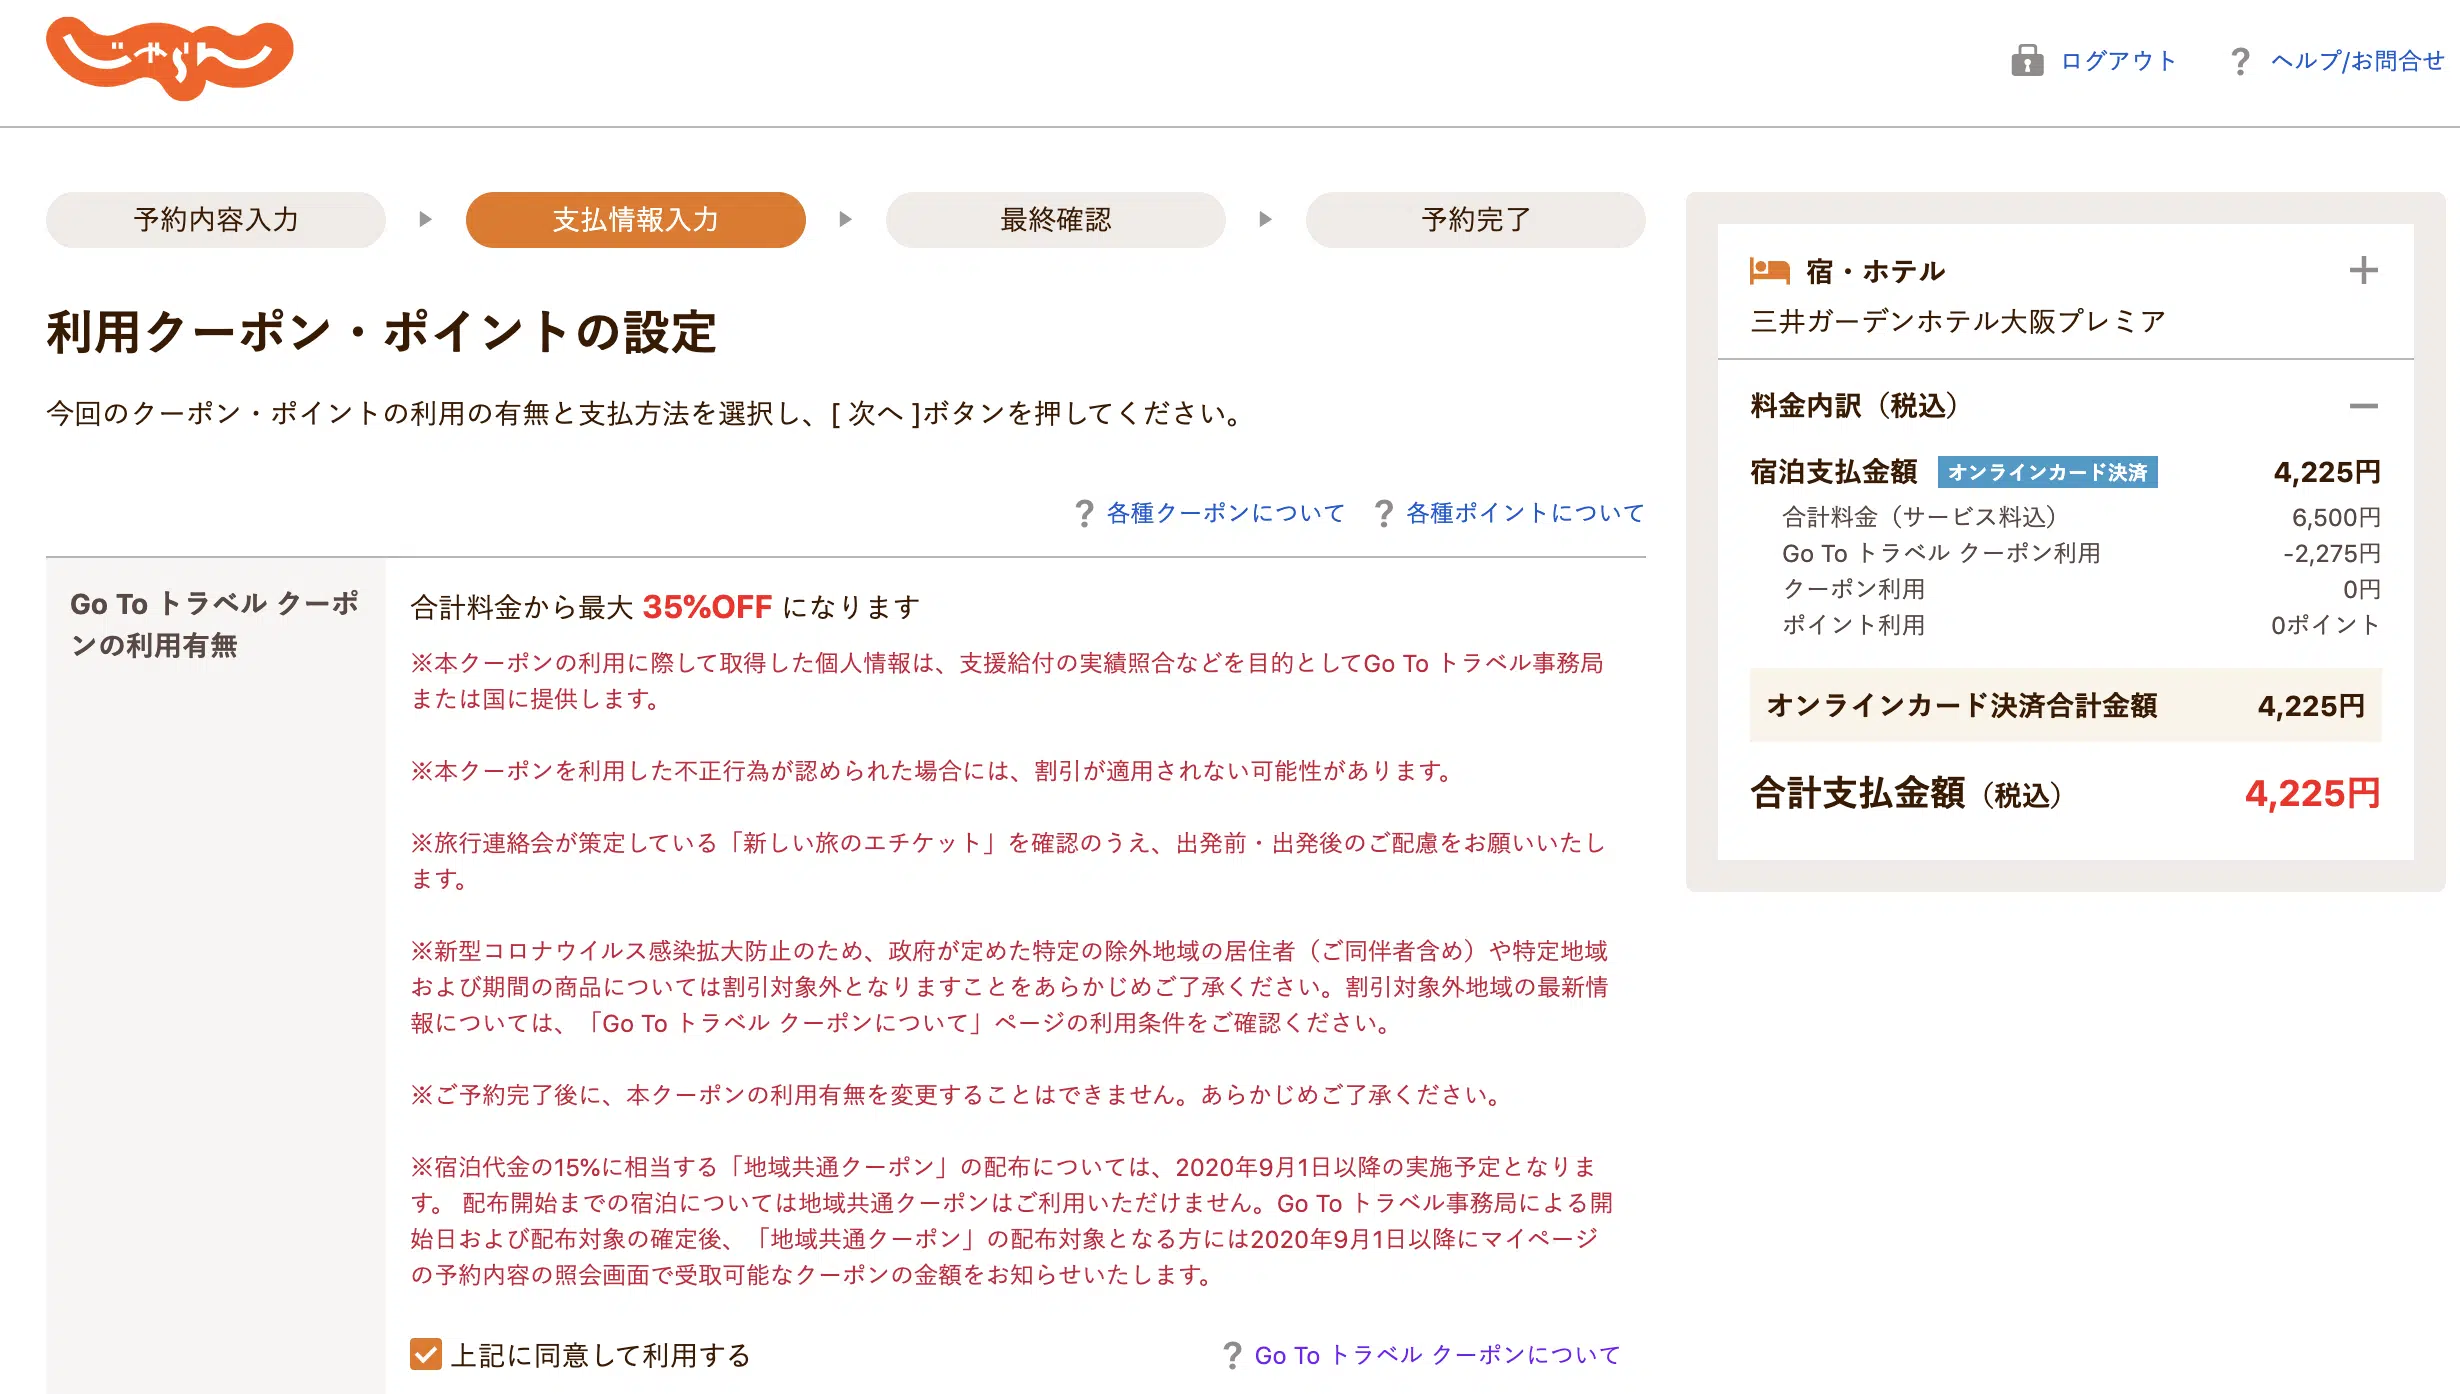 じゃらん
ログアウト
? ヘルプ/お問合せ
予約内容入力
支払情報入力
最終確認
予約完了
利用クーポン・ポイントの設定
今回のクーポン・ポイントの利用の有無と支払方法を選択し、[ 次へ ]ボタンを押してください。
? 各種クーポンについて ? 各種ポイントについて
Go To トラベル クーポ
ンの利用有無
合計料金から最大 35%OFF になります
※本クーポンの利用に際して取得した個人情報は、支援給付の実績照合などを目的としてGo To トラベル事務局
または国に提供します。
※本クーポンを利用した不正行為が認められた場合には、割引が適用されない可能性があります。
※旅行連絡会が策定している「新しい旅のエチケット」を確認のうえ、出発前・出発後のご配慮をお願いいたし
ます。
※新型コロナウイルス感染拡大防止のため、政府が定めた特定の除外地域の居住者（ご同伴者含め）や特定地域
および期間の商品については割引対象外となりますことをあらかじめご了承ください。割引対象外地域の最新情
報については、「Go To トラベル クーポンについて」ページの利用条件をご確認ください。
※ご予約完了後に、本クーポンの利用有無を変更することはできません。あらかじめご了承ください。
※宿泊代金の15%に相当する「地域共通クーポン」の配布については、2020年9月1日以降の実施予定となりま
す。 配布開始までの宿泊については地域共通クーポンはご利用いただけません。Go To トラベル事務局による開
始日および配布対象の確定後、「地域共通クーポン」の配布対象となる方には2020年9月1日以降にマイページ
の予約内容の照会画面で受取可能なクーポンの金額をお知らせいたします。
上記に同意して利用する
? Go To トラベル クーポンについて
宿・ホテル
三井ガーデンホテル大阪プレミア
料金内訳（税込）
宿泊支払金額 オンラインカード決済 4,225円
合計料金（サービス料込） 6,500円
Go To トラベル クーポン利用 -2,275円
クーポン利用 0円
ポイント利用 0ポイント
オンラインカード決済合計金額 4,225円
合計支払金額（税込） 4,225円